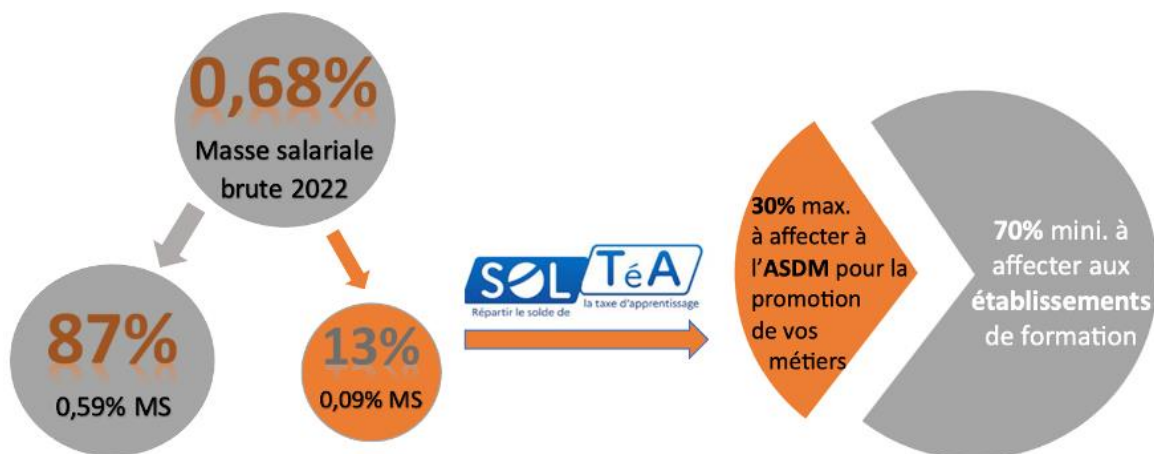 0,68%
Masse salariale
brute 2022
87%
0,59% MS
13%
0,09% MS
SOLTéA
Répartir le solde de
la taxe d'apprentissage
30% max.
à affecter à
l'ASDM pour la
promotion
de vos
métiers
70% mini. à
affecter aux
établissements
de formation